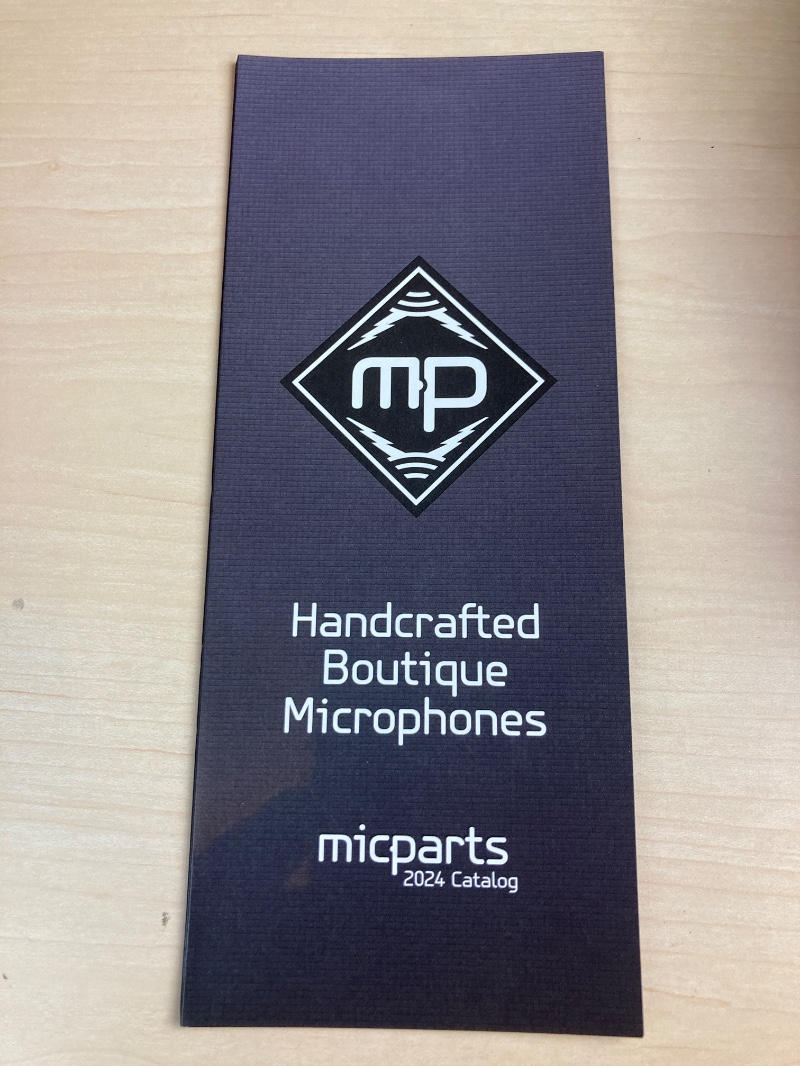 mp
Handcrafted
Boutique
Microphones
micparts
2024 Catalog